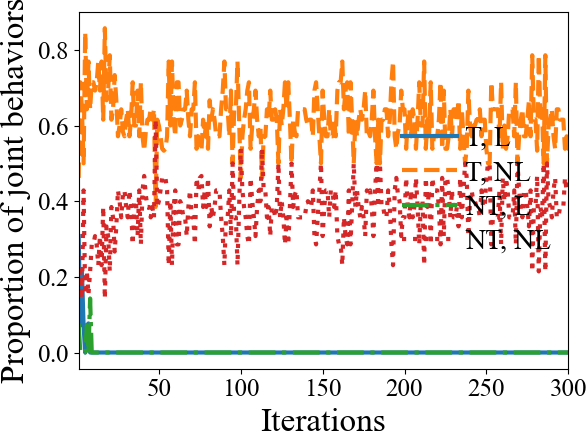 Proportion of joint behaviors
0.8
0.6
0.4
0.2
0.0
T, L
T, NL
NT, L
NT, NL
50
100
150
200
250
300
Iterations